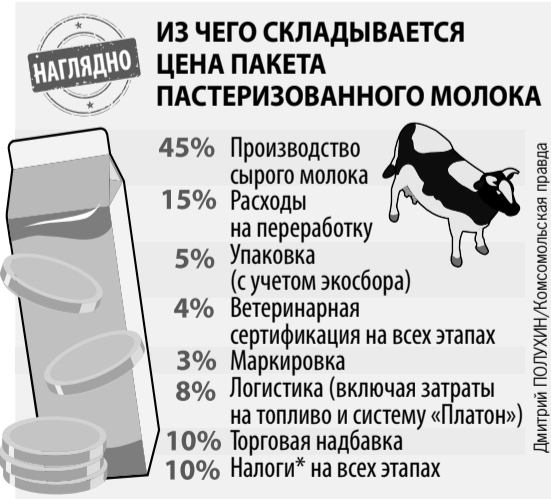 НАГЛЯДНО
ИЗ ЧЕГО СКЛАДЫВАЕТСЯ
ЦЕНА ПАКЕТА
ПАСТЕРИЗОВАННОГО МОЛОКА
45% Производство
сырого молока
15% Расходы
на переработку
5% Упаковка
(с учетом экосбора)
4% Ветеринарная
сертификация на всех этапах
3% Маркировка
8% Логистика (включая затраты
на топливо и систему «Платон»)
10% Торговая надбавка
10% Налоги* на всех этапах
Дмитрий ПОЛУХИН/Комсомольская правда